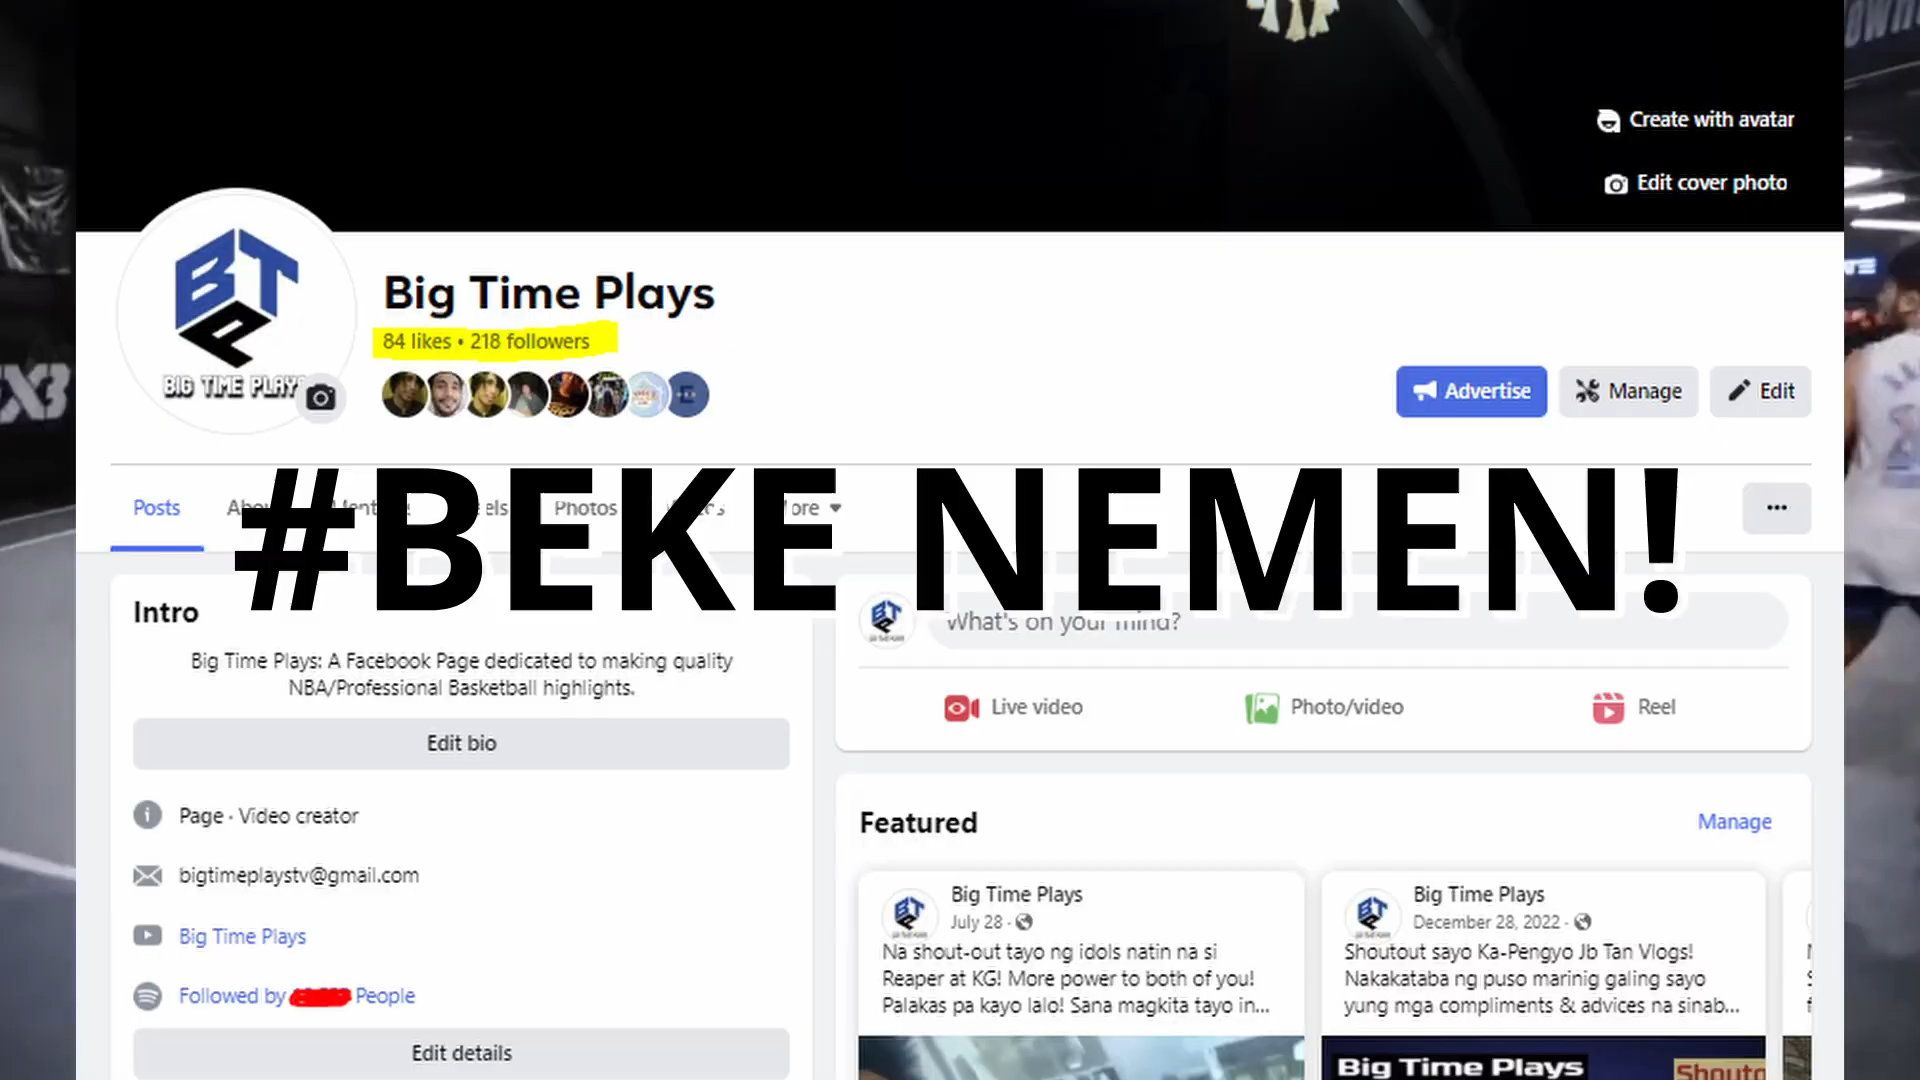 Create with avatar
Edit cover photo
BTP
BIG TIME PLAYS
Big Time Plays
84 likes • 218 followers
Advertise
Manage
Edit
#BEKE NEMEN!
Posts
Photos
What's on your mind?
Intro
Big Time Plays: A Facebook Page dedicated to making quality
NBA/Professional Basketball highlights.
Edit bio
Page · Video creator
bigtimeplaystv@gmail.com
Big Time Plays
Followed by People
Edit details
Live video
Photo/video
Reel
Featured
Manage
Big Time Plays
July 28 ·
Na shout-out tayo ng idols natin na si
Reaper at KG! More power to both of you!
Palakas pa kayo lalo! Sana magkita tayo in...
Big Time Plays
December 28, 2022 ·
Shoutout sayo Ka-Pengyo Jb Tan Vlogs!
Nakakataba ng puso marinig galing sayo
yung mga compliments & advices na sinab...
Big Time Plays